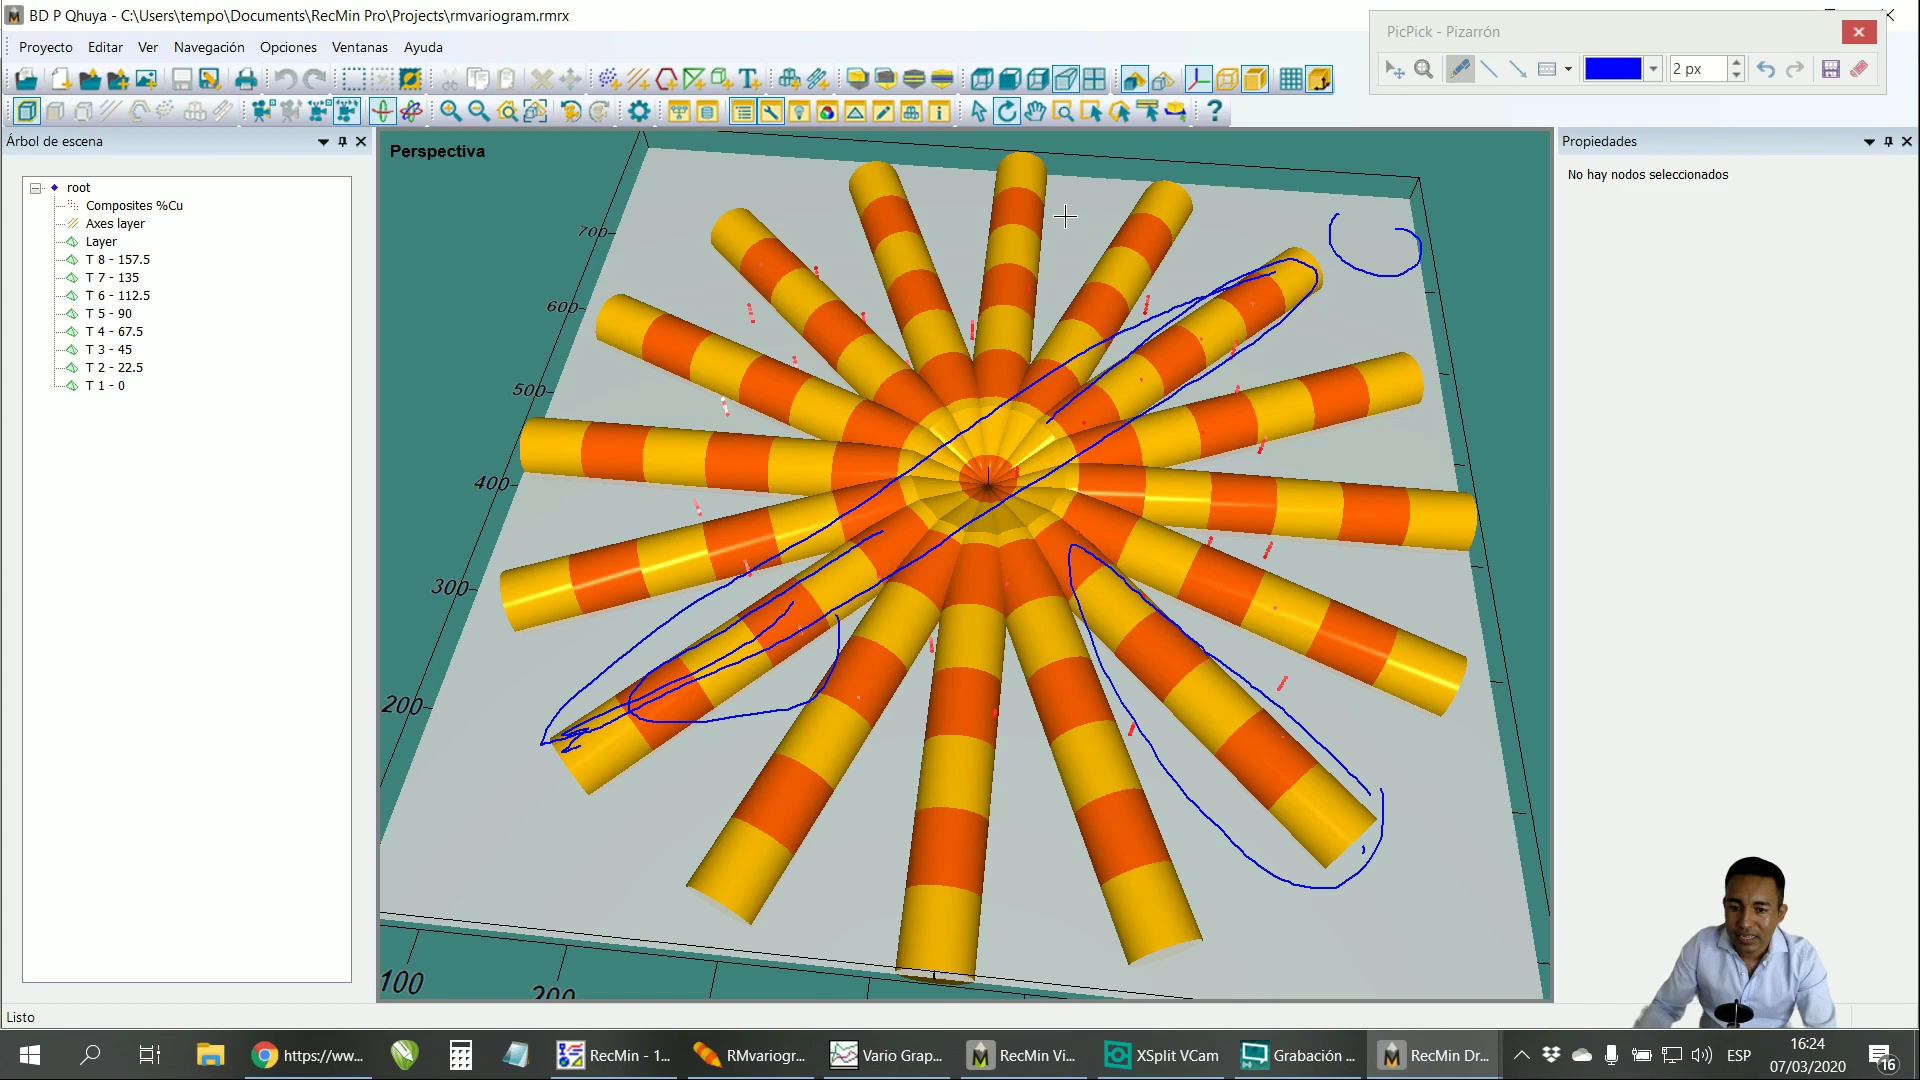 BD P Qhuya - C:\Users\tempo\Documents\RecMin Pro\Projects\rmvariogram.rmrx
Proyecto Editar Ver Navegación Opciones Ventanas Ayuda
PicPick - Pizarrón
2 px
Árbol de escena
root
Composites %Cu
Axes layer
Layer
T 8 - 157.5
T 7 - 135
T 6 - 112.5
T 5 - 90
T 4 - 67.5
T 3 - 45
T 2 - 22.5
T 1 - 0
Perspectiva
700
600
500
400
300
200
100
200
Propiedades
No hay nodos seleccionados
Listo
https://ww...
RecMin - 1...
RMvariogr...
Vario Grap...
RecMin Vi...
XSplit VCam
Grabación ...
RecMin Dr...
ESP
16:24
07/03/2020
16